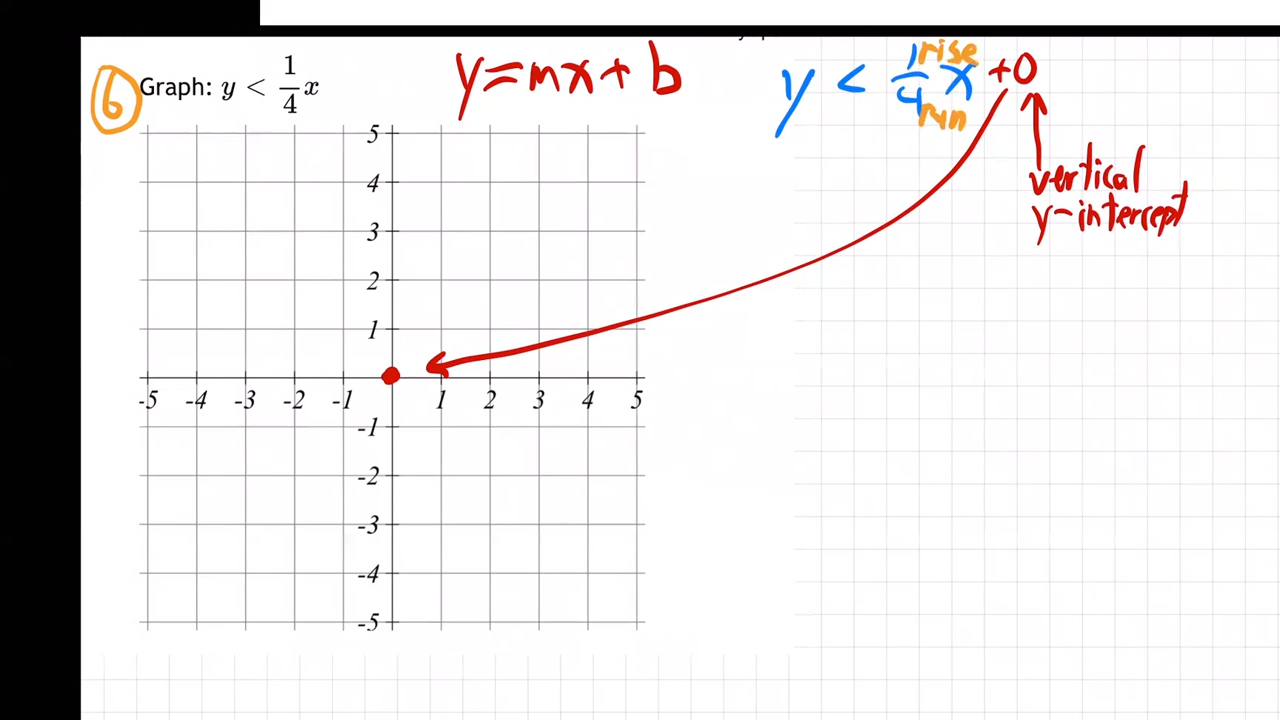 6 Graph: y < 1/4 x
y = mx + b
y < 1/4 x + 0
rise
run
vertical
y-intercept
5
4
3
2
1
-5 -4 -3 -2 -1 1 2 3 4 5
-1
-2
-3
-4
-5